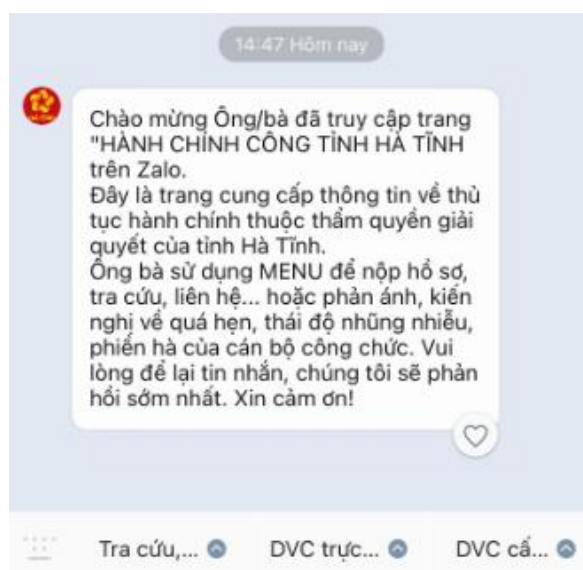 14:47 Hôm nay
Chào mừng Ông/bà đã truy cập trang
"HÀNH CHÍNH CÔNG TỈNH HÀ TĨNH
trên Zalo.
Đây là trang cung cấp thông tin về thủ
tục hành chính thuộc thẩm quyền giải
quyết của tỉnh Hà Tĩnh.
Ông bà sử dụng MENU để nộp hồ sơ,
tra cứu, liên hệ... hoặc phản ánh, kiến
nghị về quá hẹn, thái độ nhũng nhiễu,
phiền hà của cán bộ công chức. Vui
lòng để lại tin nhắn, chúng tôi sẽ phản
hồi sớm nhất. Xin cảm ơn!
Tra cứu,... DVC trực... DVC cấ...